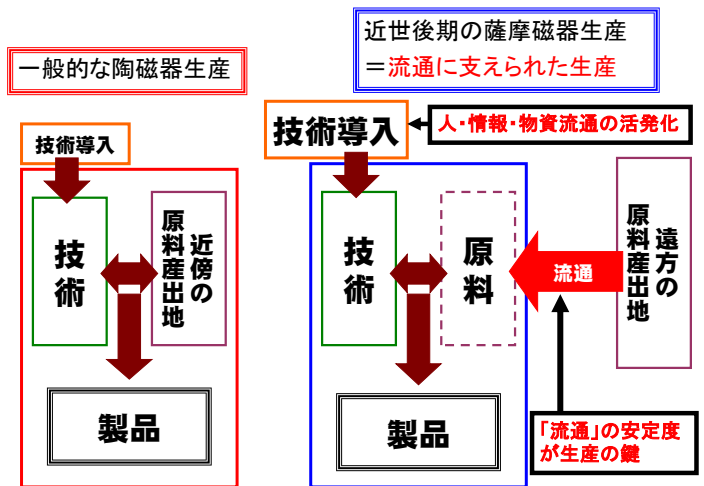 一般的な陶磁器生産
技術導入
技術
近傍の
原料産出地
製品
近世後期の薩摩磁器生産
＝流通に支えられた生産
技術導入
人・情報・物資流通の活発化
技術
原料
流通
遠方の
原料産出地
製品
「流通」の安定度
が生産の鍵